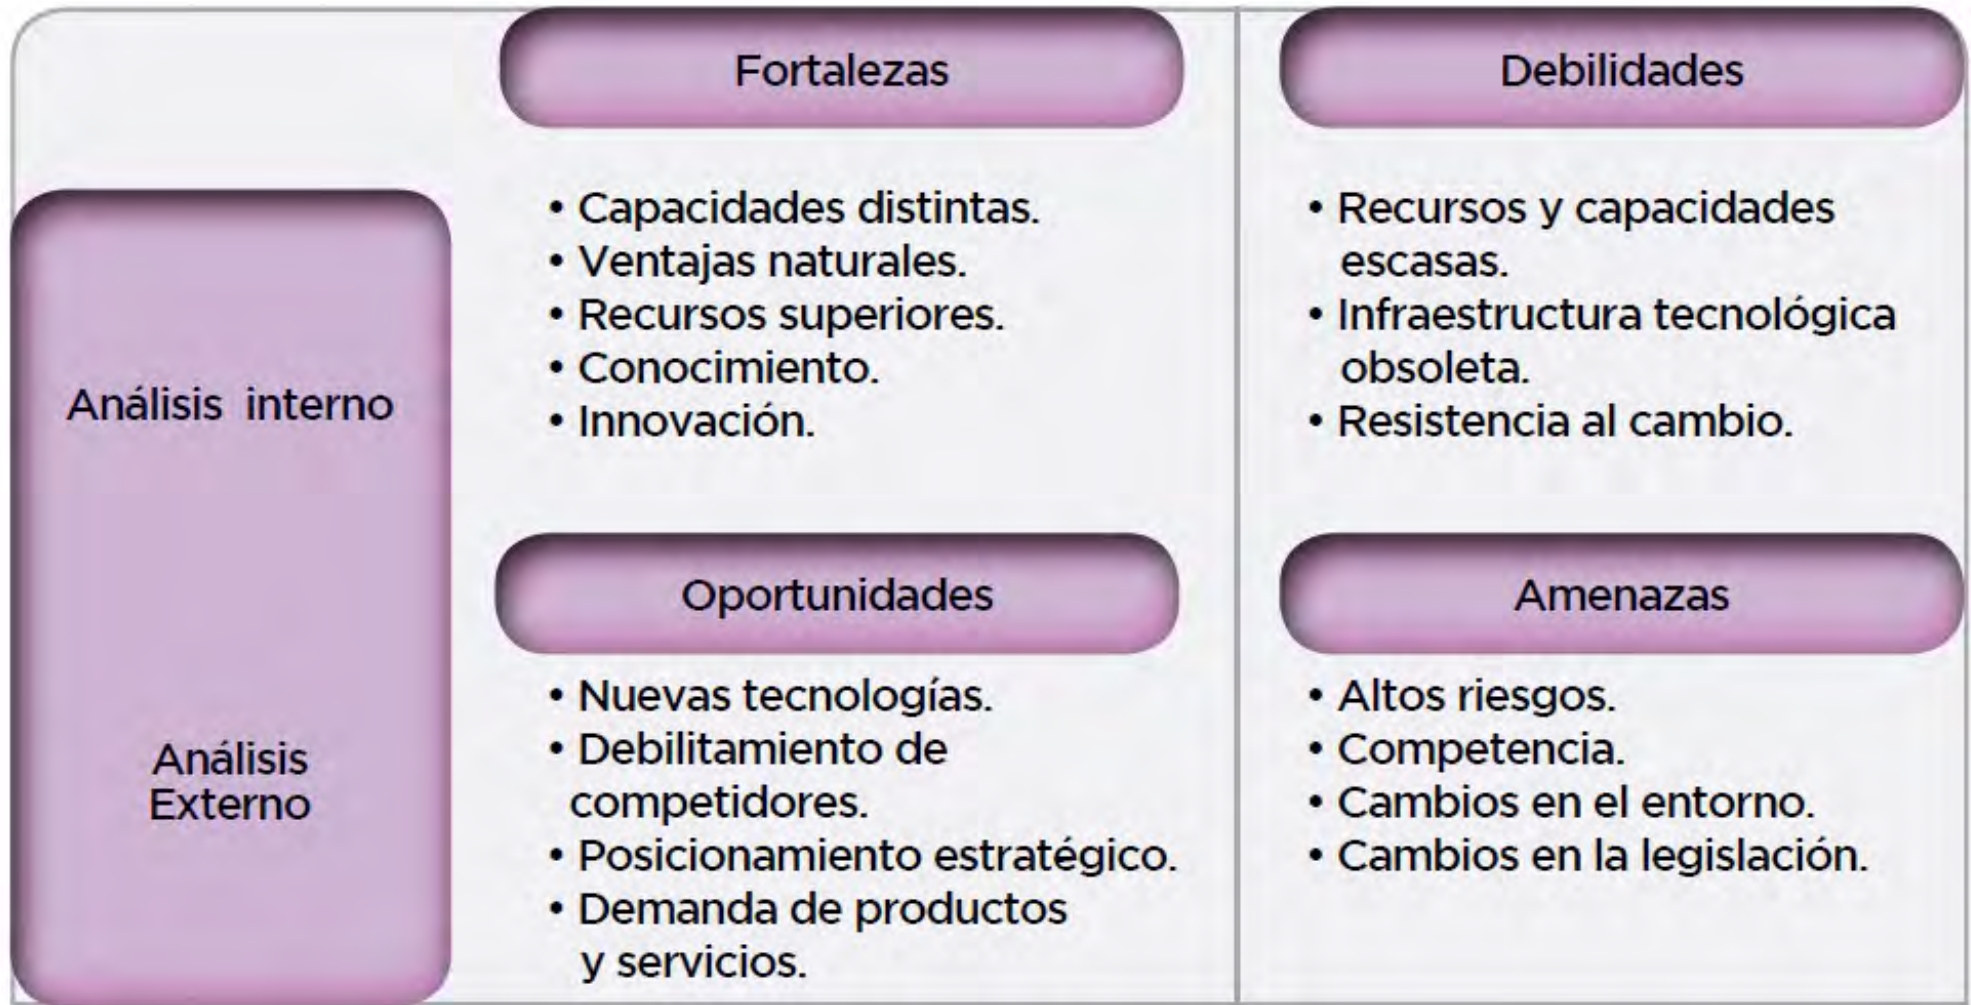 Fortalezas
Debilidades
Análisis interno
• Capacidades distintas.
• Ventajas naturales.
• Recursos superiores.
• Conocimiento.
• Innovación.
• Recursos y capacidades
escasas.
• Infraestructura tecnológica
obsoleta.
• Resistencia al cambio.
Análisis
Externo
Oportunidades
• Nuevas tecnologías.
• Debilitamiento de
competidores.
• Posicionamiento estratégico.
• Demanda de productos
y servicios.
Amenazas
• Altos riesgos.
• Competencia.
• Cambios en el entorno.
• Cambios en la legislación.